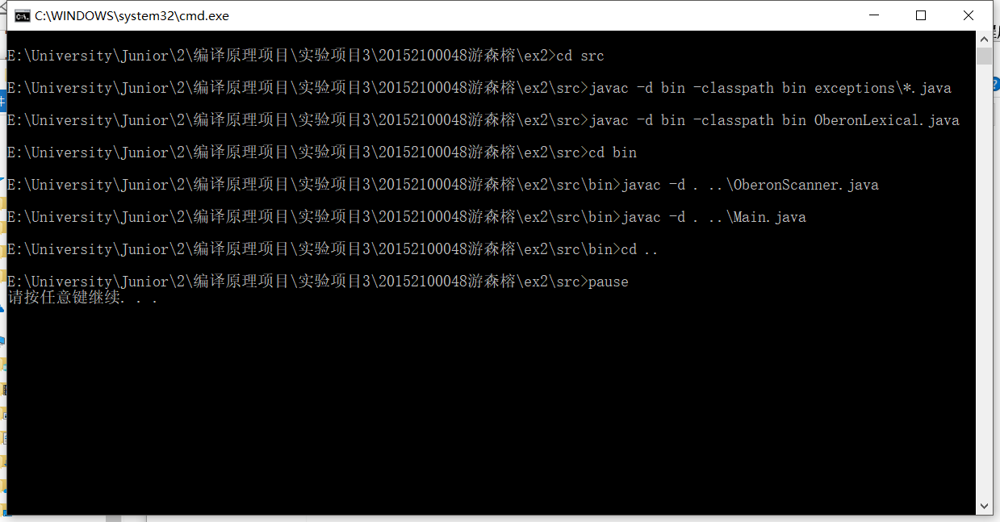 C:\WINDOWS\system32\cmd.exe
E:\University\Junior\2\编译原理项目\实验项目3\20152100048游森榕\ex2>cd src
E:\University\Junior\2\编译原理项目\实验项目3\20152100048游森榕\ex2\src>javac -d bin -classpath bin exceptions\*.java
E:\University\Junior\2\编译原理项目\实验项目3\20152100048游森榕\ex2\src>javac -d bin -classpath bin OberonLexical.java
E:\University\Junior\2\编译原理项目\实验项目3\20152100048游森榕\ex2\src>cd bin
E:\University\Junior\2\编译原理项目\实验项目3\20152100048游森榕\ex2\src\bin>javac -d . ..\OberonScanner.java
E:\University\Junior\2\编译原理项目\实验项目3\20152100048游森榕\ex2\src\bin>javac -d . ..\Main.java
E:\University\Junior\2\编译原理项目\实验项目3\20152100048游森榕\ex2\src\bin>cd ..
E:\University\Junior\2\编译原理项目\实验项目3\20152100048游森榕\ex2\src>pause
请按任意键继续. . .